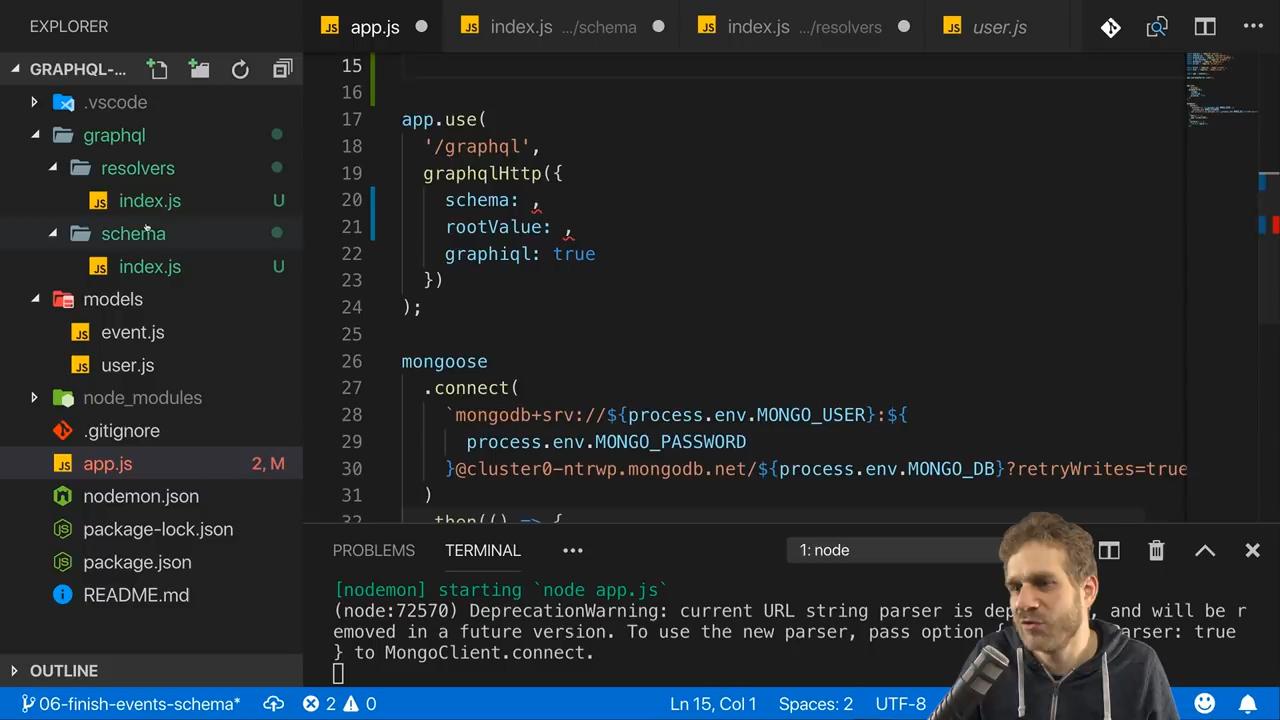 EXPLORER
app.js
index.js .../schema
index.js .../resolvers
user.js
GRAPHQL-...
.vscode
graphql
resolvers
index.js U
schema
index.js U
models
event.js
user.js
node_modules
.gitignore
app.js 2, M
nodemon.json
package-lock.json
package.json
README.md
OUTLINE
15
16
17 app.use(
18 '/graphql',
19 graphqlHttp({
20 schema: ,
21 rootValue: ,
22 graphiql: true
23 })
24 );
25
26 mongoose
27 .connect(
28 `mongodb+srv://${process.env.MONGO_USER}:${
29 process.env.MONGO_PASSWORD
30 }@cluster0-ntrwp.mongodb.net/${process.env.MONGO_DB}?retryWrites=true
31 )
32 .then(() => {
PROBLEMS TERMINAL ... 1: node
[nodemon] starting `node app.js`
(node:72570) DeprecationWarning: current URL string parser is dep , and will be r
emoved in a future version. To use the new parser, pass option { Parser: true
} to MongoClient.connect.
06-finish-events-schema* 2 0 Ln 15, Col 1 Spaces: 2 UTF-8